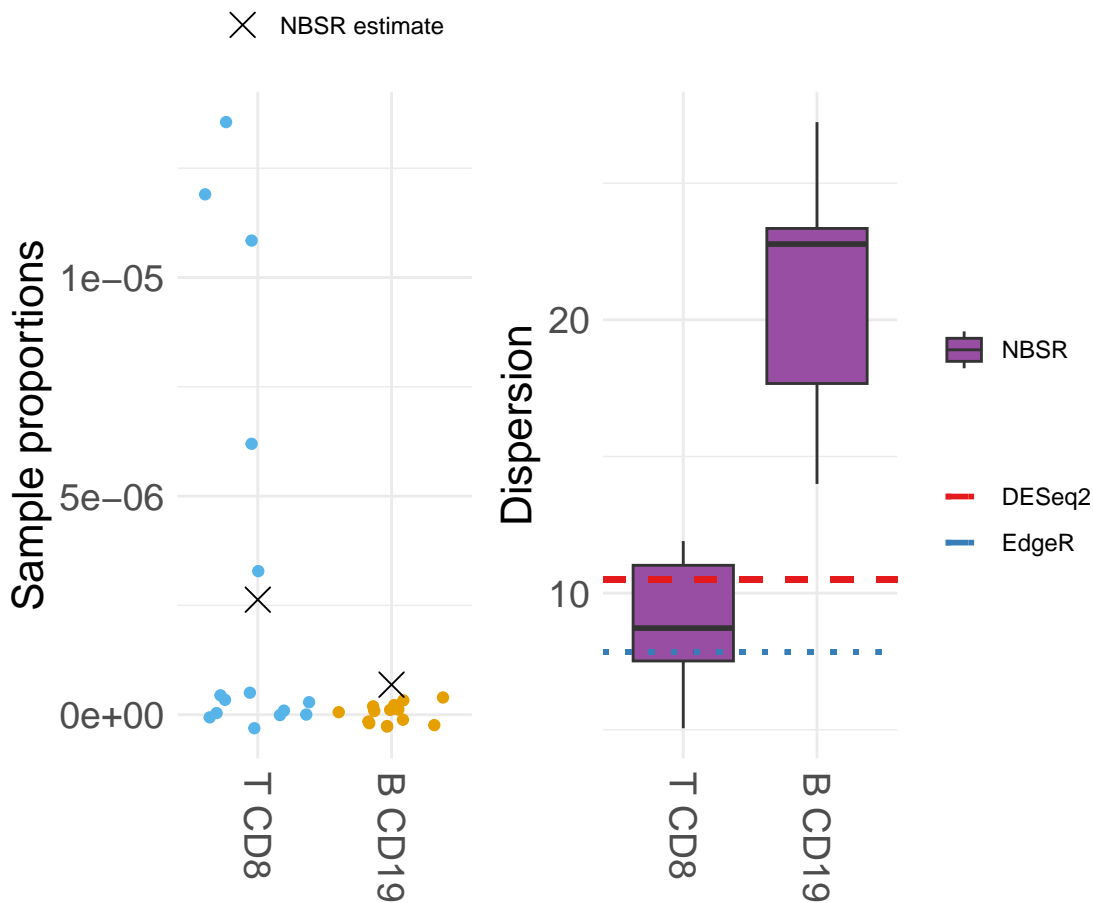 NBSR estimate
Sample proportions
1e−05
5e−06
0e+00
T CD8
B CD19
Dispersion
20
10
T CD8
B CD19
NBSR
DESeq2
EdgeR